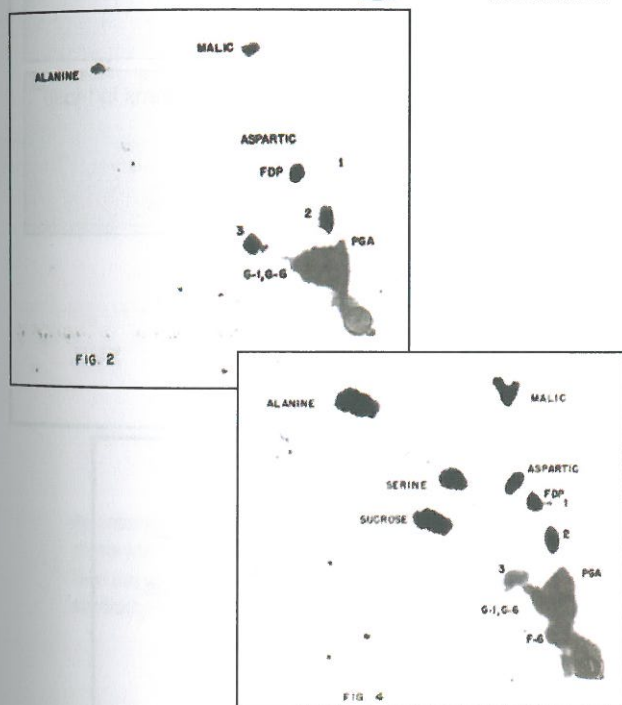 MALIC
ALANINE
ASPARTIC
FDP 1
2
3
PGA
G-1, G-6
FIG. 2
ALANINE
MALIC
SERINE
ASPARTIC
FDP
1
SUCROSE
2
3
PGA
G-1, G-6
F-6
FIG 4